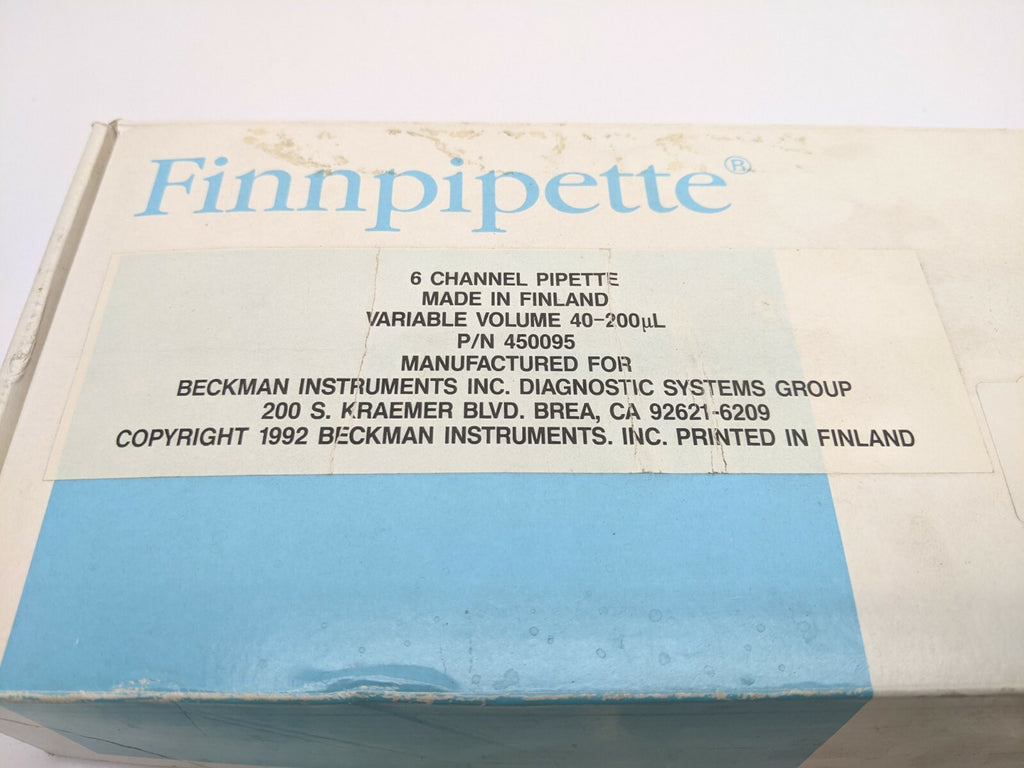 Finnpipette®
6 CHANNEL PIPETTE
MADE IN FINLAND
VARIABLE VOLUME 40-200µL
P/N 450095
MANUFACTURED FOR
BECKMAN INSTRUMENTS INC. DIAGNOSTIC SYSTEMS GROUP
200 S. KRAEMER BLVD. BREA, CA 92621-6209
COPYRIGHT 1992 BECKMAN INSTRUMENTS. INC. PRINTED IN FINLAND